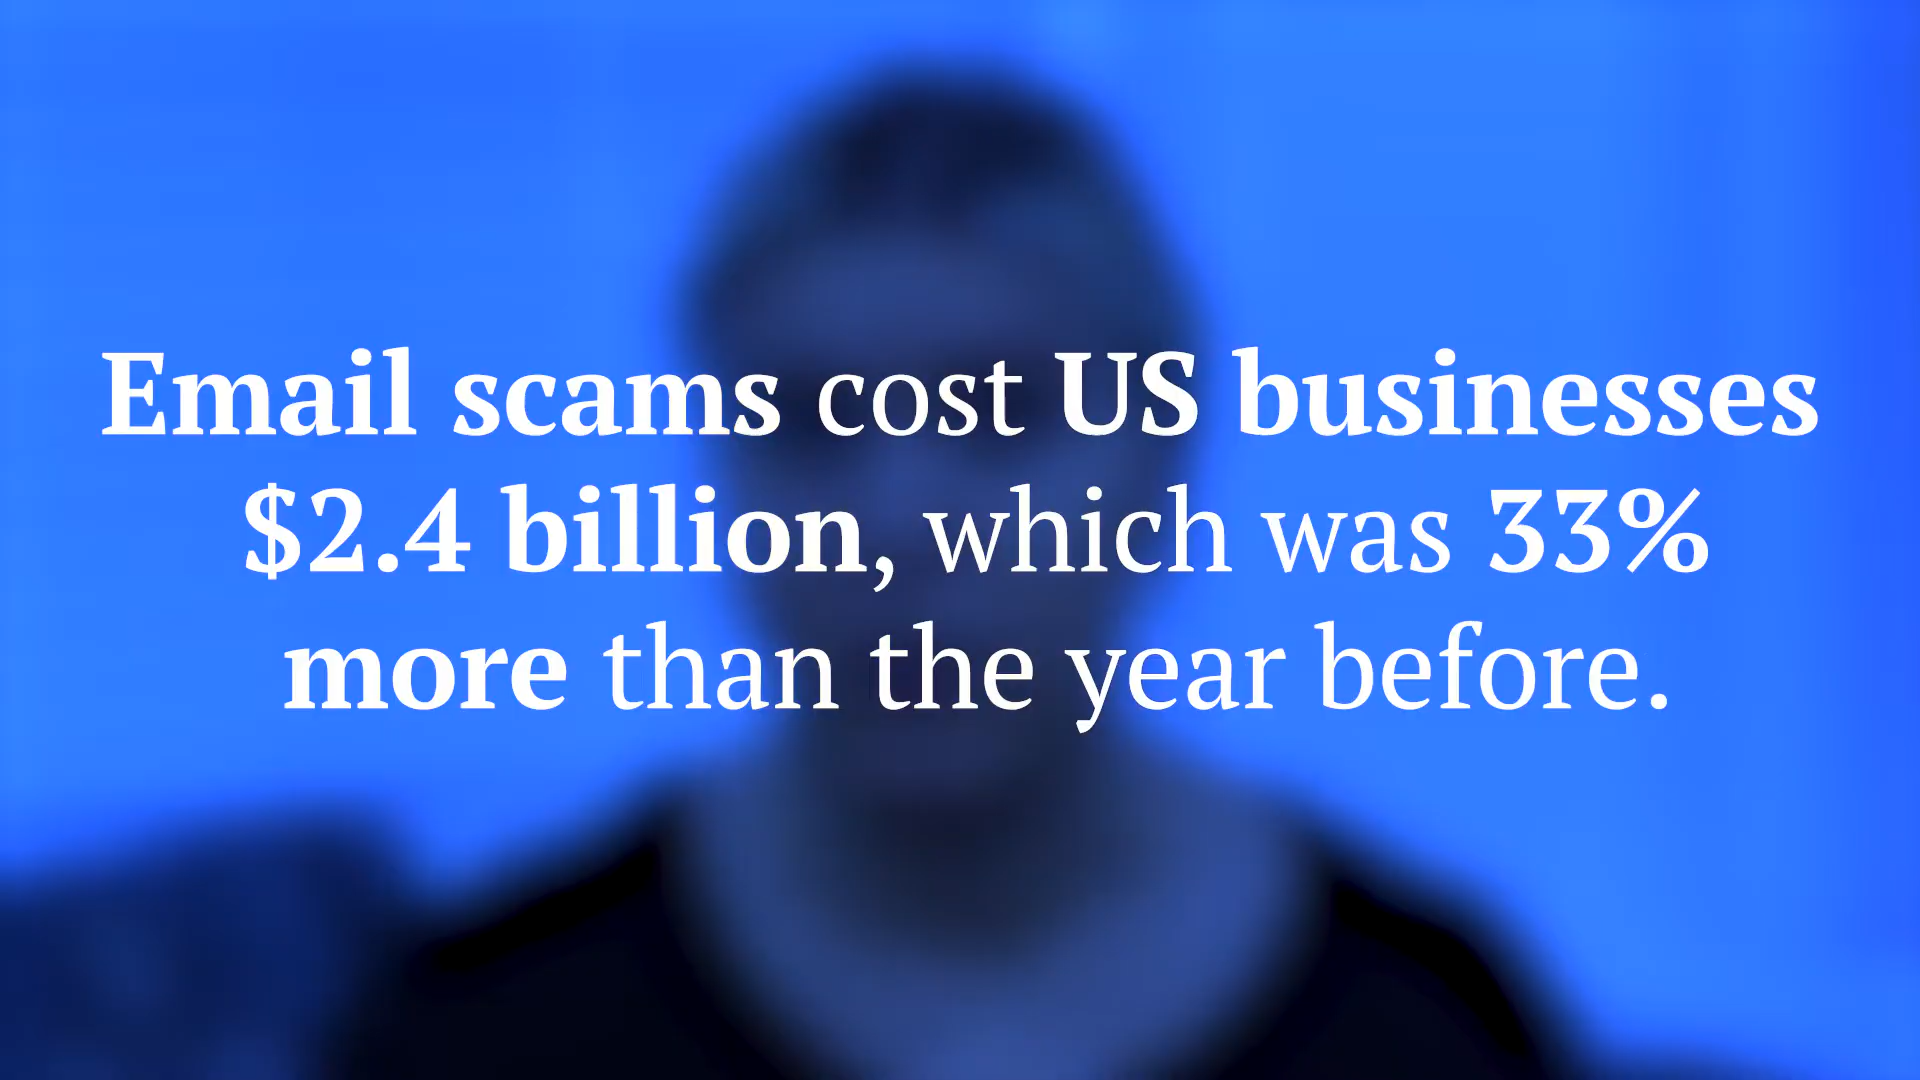 Email scams cost US businesses
$2.4 billion, which was 33%
more than the year before.